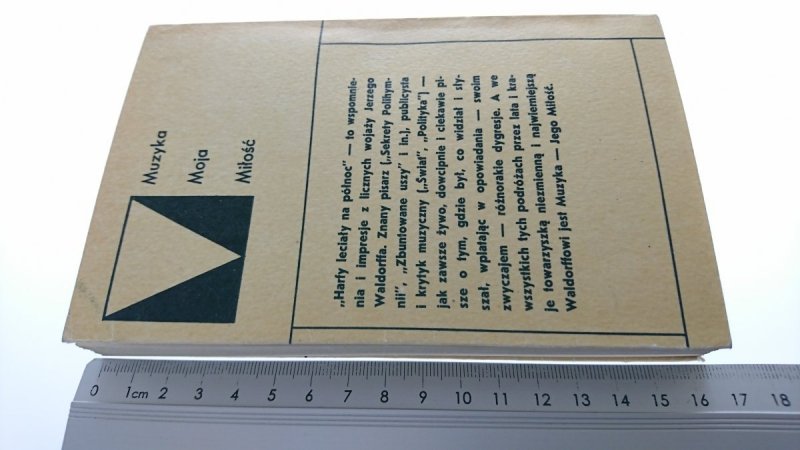 Muzyka
Moja
Miłość
„Harfy leciały na północ” — to wspomnie-
nia i impresje z licznych wojaży Jerzego
Waldorffa. Znany pisarz („Sekrety Polihym-
nii”, „Zbuntowane uszy” i in.), publicysta
i krytyk muzyczny („Świat”, „Polityka”) —
jak zawsze żywo, dowcipnie i ciekawie pi-
sze o tym, gdzie był, co widział i sły-
szał, wplatając w opowiadania — swoim
zwyczajem — różnorakie dygresje. A we
wszystkich tych podróżach przez lata i kra-
je towarzyszką niezmienną i najwierniejszą
Waldorffowi jest Muzyka — Jego Miłość.
0 1cm 2 3 4 5 6 7 8 9 10 11 12 13 14 15 16 17 18